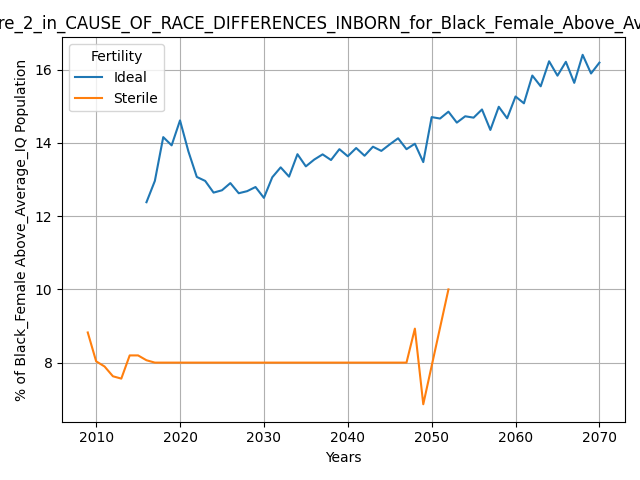 re_2_in_CAUSE_OF_RACE_DIFFERENCES_INBORN_for_Black_Female_Above_Av
Fertility
Ideal
Sterile
% of Black_Female Above_Average_IQ Population
16
14
12
10
8
2010 2020 2030 2040 2050 2060 2070
Years